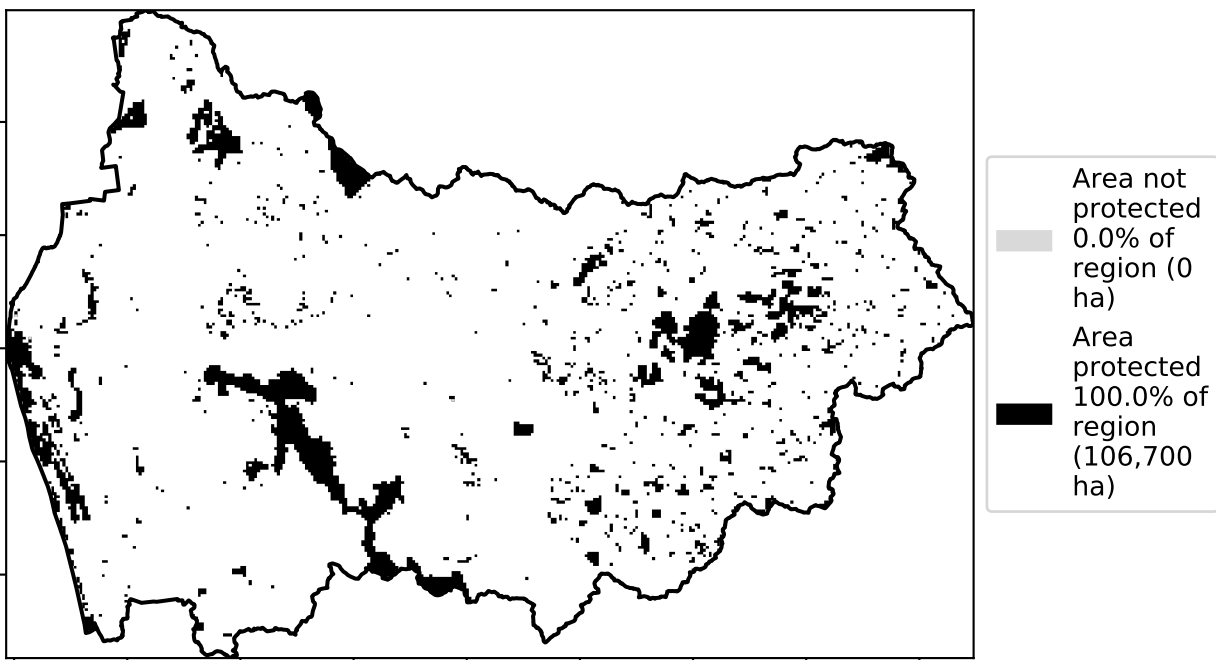 Area not
protected
0.0% of
region (0
ha)
Area
protected
100.0% of
region
(106,700
ha)